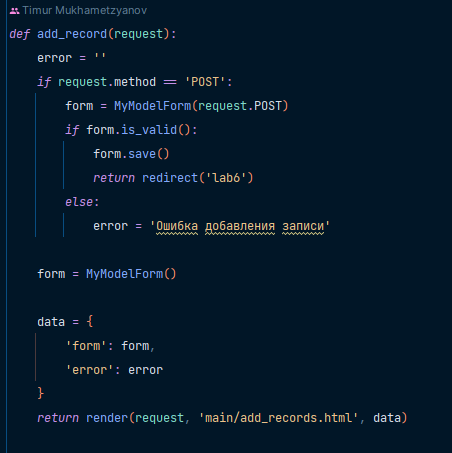 Timur Mukhametzyanov
def add_record(request):
    error = ''
    if request.method == 'POST':
        form = MyModelForm(request.POST)
        if form.is_valid():
            form.save()
            return redirect('lab6')
        else:
            error = 'Ошибка добавления записи'
    form = MyModelForm()
    data = {
        'form': form,
        'error': error
    }
    return render(request, 'main/add_records.html', data)